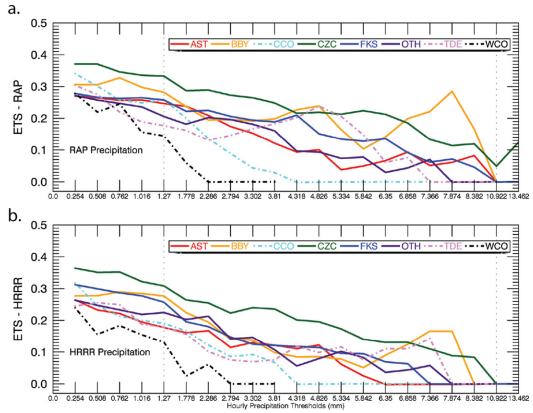 a.
0.5
0.4
0.3
0.2
0.1
0.0
ETS - RAP
AST BBY CCO CZC FKS OTH TDE WCO
RAP Precipitation
0.0 0.254 0.508 0.762 1.016 1.27 1.778 2.286 2.794 3.302 3.81 4.318 4.826 5.334 5.842 6.35 6.858 7.366 7.874 8.382 10.922 13.462
b.
0.5
0.4
0.3
0.2
0.1
0.0
ETS - HRRR
AST BBY CCO CZC FKS OTH TDE WCO
HRRR Precipitation
0.0 0.254 0.508 0.762 1.016 1.27 1.778 2.286 2.794 3.302 3.81 4.318 4.826 5.334 5.842 6.35 6.858 7.366 7.874 8.382 10.922 13.462
Hourly Precipitation Thresholds (mm)